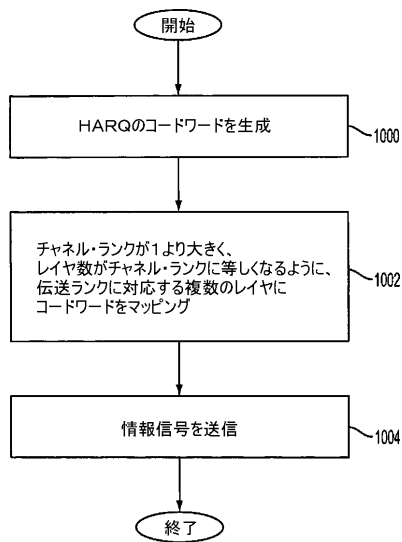 開始
HARQのコードワードを生成
1000
チャネル・ランクが1より大きく、
レイヤ数がチャネル・ランクに等しくなるように、
伝送ランクに対応する複数のレイヤに
コードワードをマッピング
1002
情報信号を送信
1004
終了